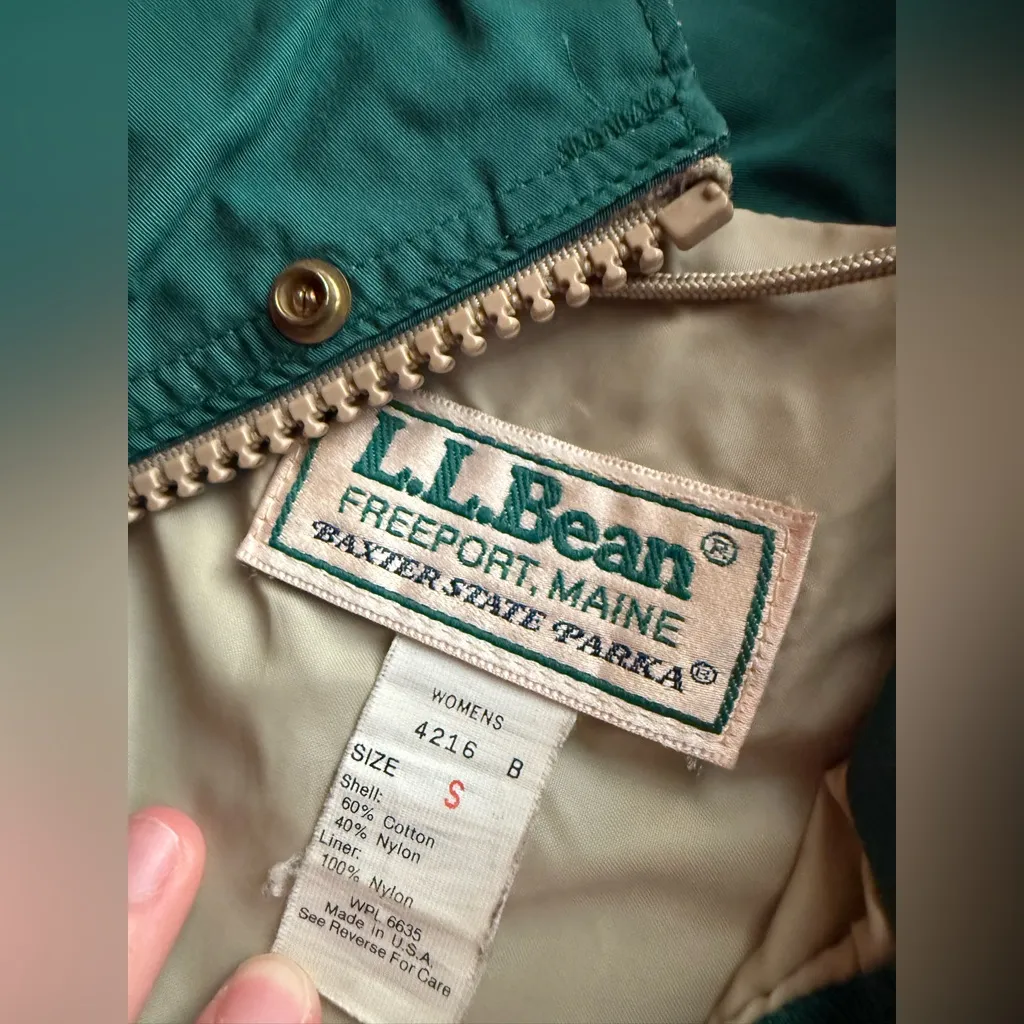 L.L.Bean®
FREEPORT, MAINE
BAXTER STATE PARKA®
WOMENS
4216 B
SIZE S
Shell:
60% Cotton
40% Nylon
Liner:
100% Nylon
WPL 6635
Made in U.S.A.
See Reverse For Care